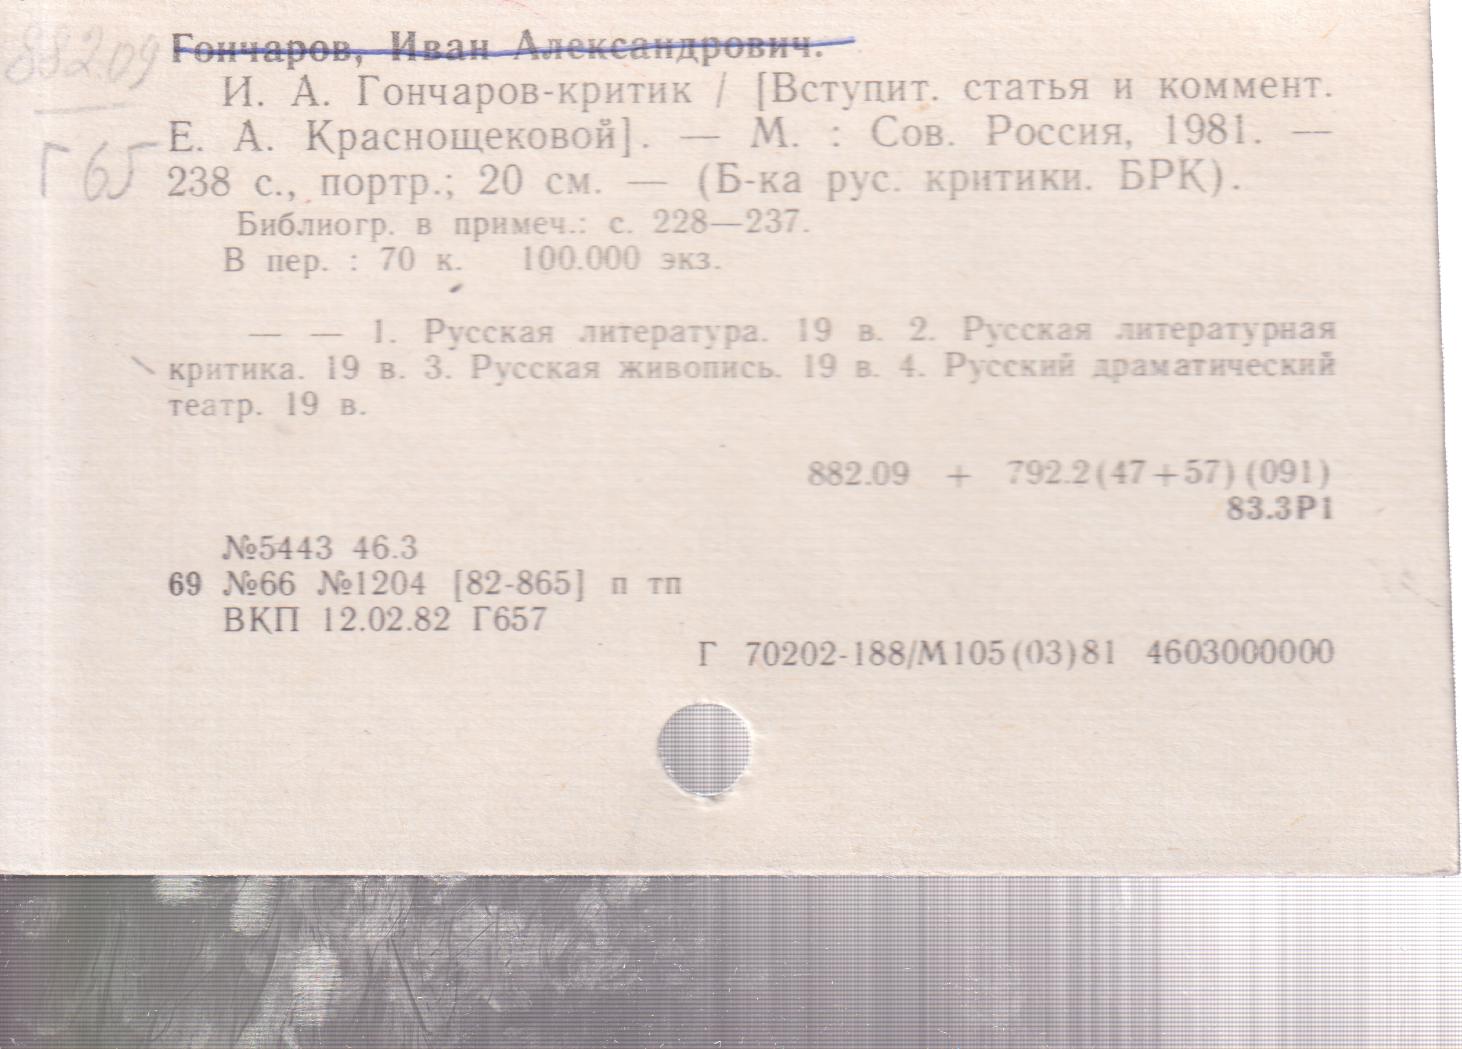 882.09
Г 65
Гончаров, Иван Александрович.
И. А. Гончаров-критик / [Вступит. статья и коммент.
Е. А. Краснощековой]. — М. : Сов. Россия, 1981. —
238 с., портр.; 20 см. — (Б-ка рус. критики. БРК).
Библиогр. в примеч.: с. 228—237.
В пер. : 70 к. 100.000 экз.
— — 1. Русская литература. 19 в. 2. Русская литературная
критика. 19 в. 3. Русская живопись. 19 в. 4. Русский драматический
театр. 19 в.
882.09 + 792.2(47+57)(091)
83.3Р1
№5443 46.3
69 №66 №1204 [82-865] п тп
ВКП 12.02.82 Г657
Г 70202-188/М105(03)81 4603000000